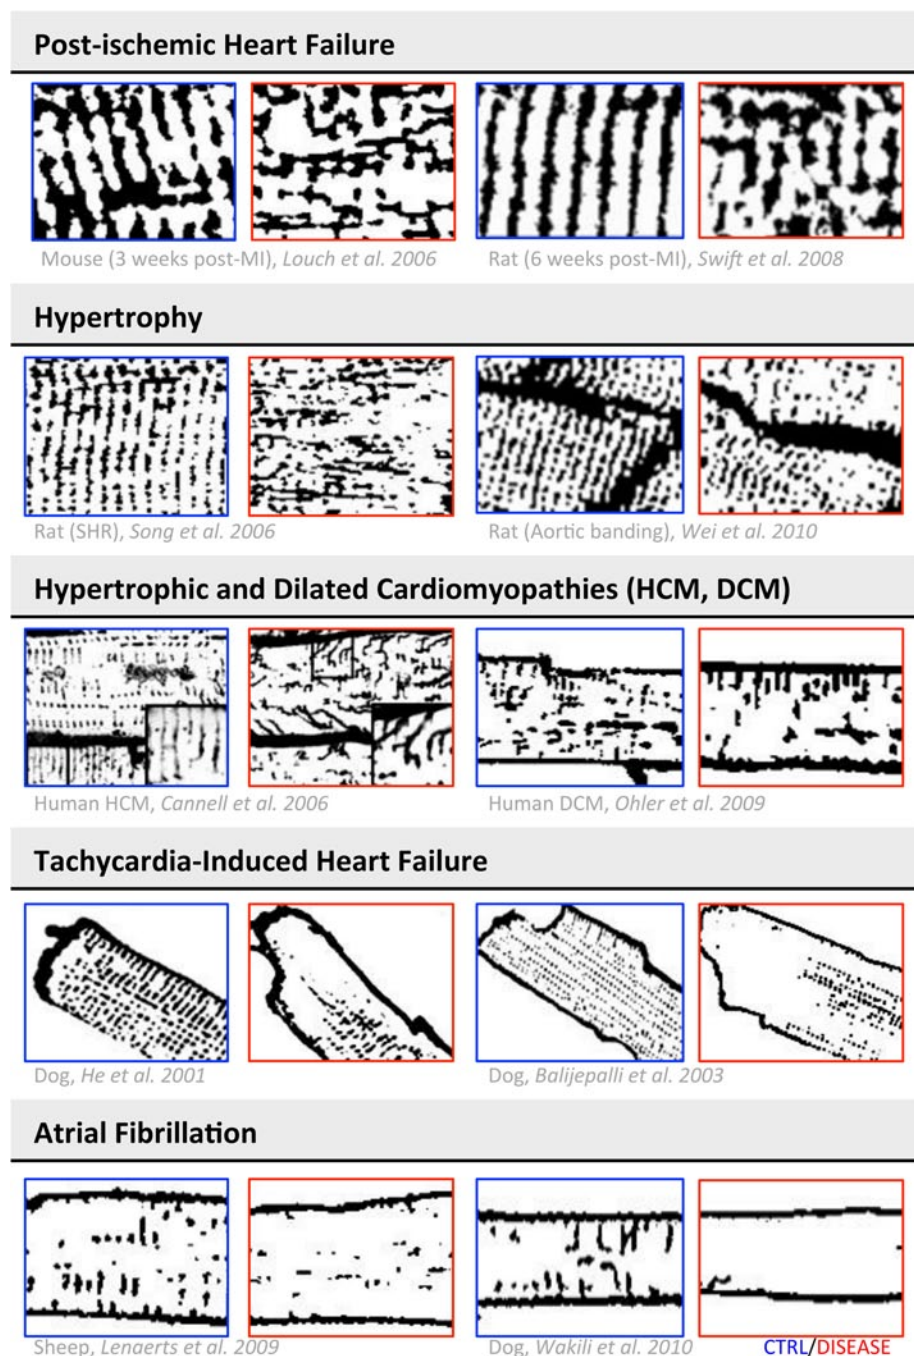 Post-ischemic Heart Failure
Mouse (3 weeks post-MI), Louch et al. 2006
Rat (6 weeks post-MI), Swift et al. 2008
Hypertrophy
Rat (SHR), Song et al. 2006
Rat (Aortic banding), Wei et al. 2010
Hypertrophic and Dilated Cardiomyopathies (HCM, DCM)
Human HCM, Cannell et al. 2006
Human DCM, Ohler et al. 2009
Tachycardia-Induced Heart Failure
Dog, He et al. 2001
Dog, Balijepalli et al. 2003
Atrial Fibrillation
Sheep, Lenaerts et al. 2009
Dog, Wakili et al. 2010
CTRL/DISEASE